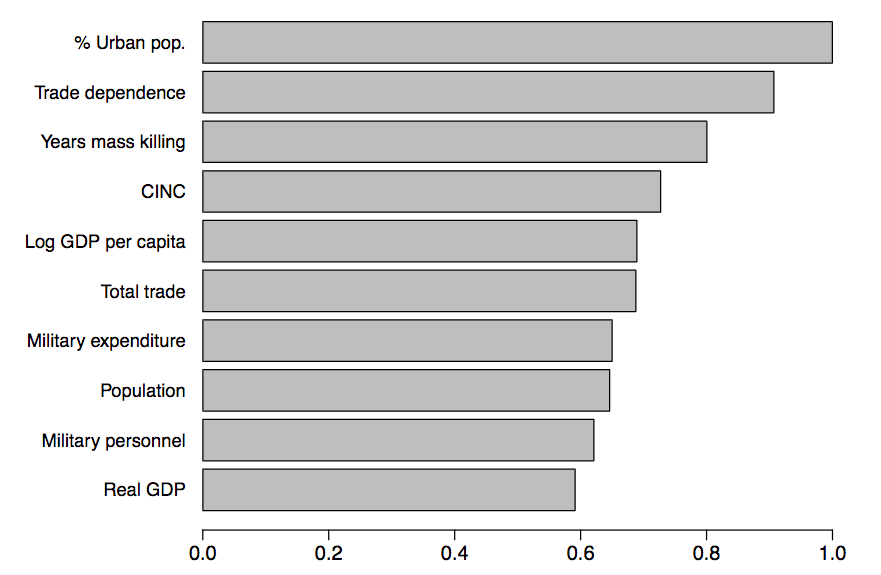 % Urban pop.
Trade dependence
Years mass killing
CINC
Log GDP per capita
Total trade
Military expenditure
Population
Military personnel
Real GDP
0.0 0.2 0.4 0.6 0.8 1.0